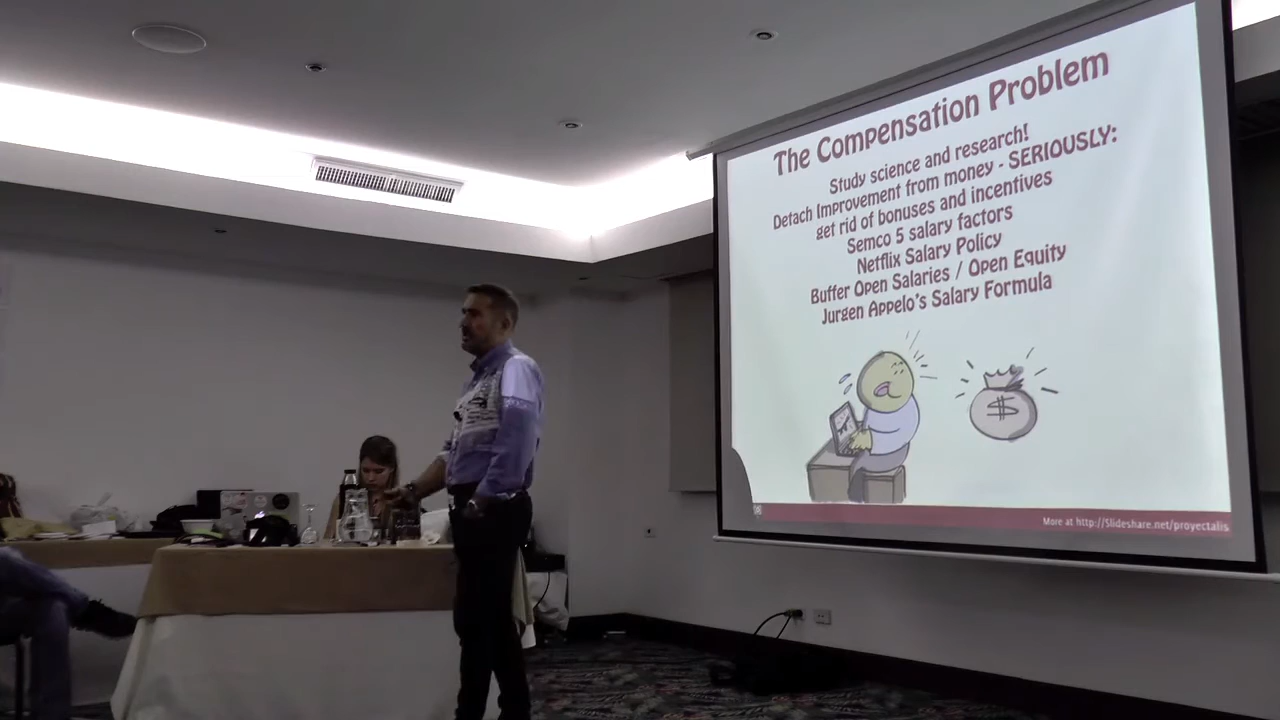 The Compensation Problem
Study science and research!
Detach Improvement from money - SERIOUSLY:
get rid of bonuses and incentives
Semco 5 salary factors
Netflix Salary Policy
Buffer Open Salaries / Open Equity
Jurgen Appelo's Salary Formula
$
More at http://Slideshare.net/proyectalis